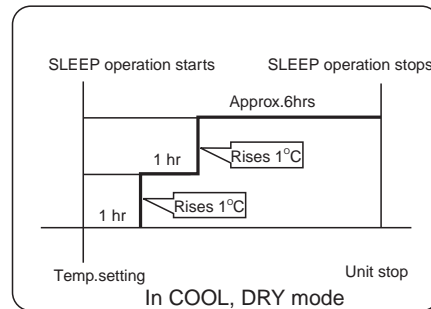 SLEEP operation starts
SLEEP operation stops
Approx.6hrs
1 hr
Rises 1°C
1 hr
Rises 1°C
Temp.setting
Unit stop
In COOL, DRY mode